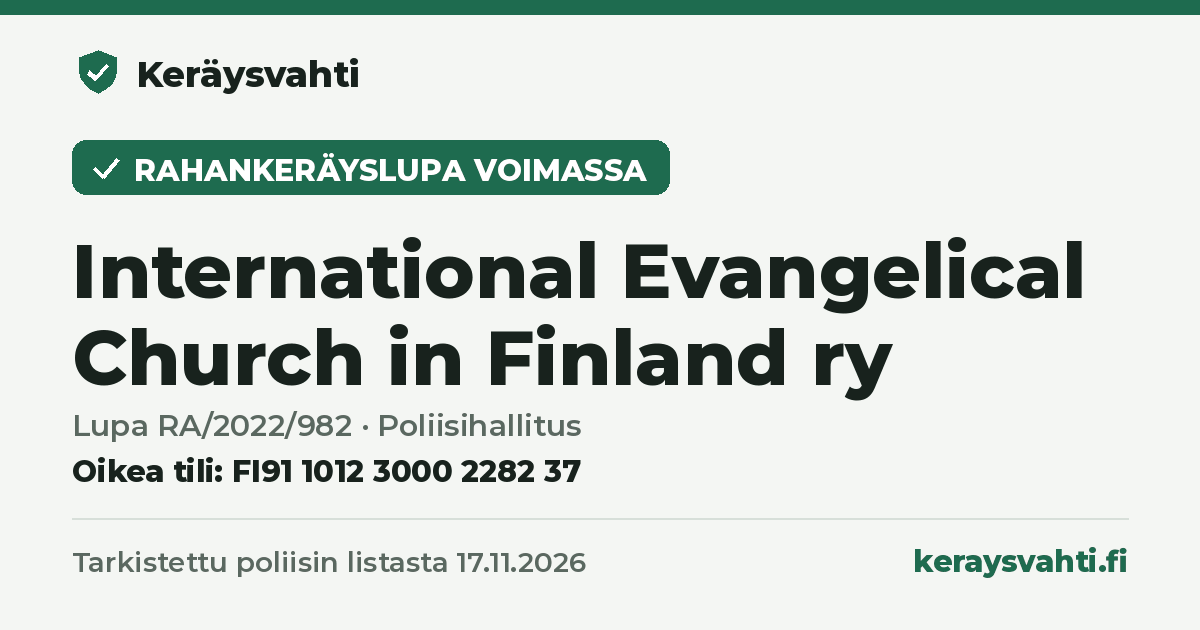 Keräysvahti
RAHANKERÄYSLUPA VOIMASSA
International Evangelical
Church in Finland ry
Lupa RA/2022/982 · Poliisihallitus
Oikea tili: FI91 1012 3000 2282 37
Tarkistettu poliisin listasta 17.11.2026
keraysvahti.fi